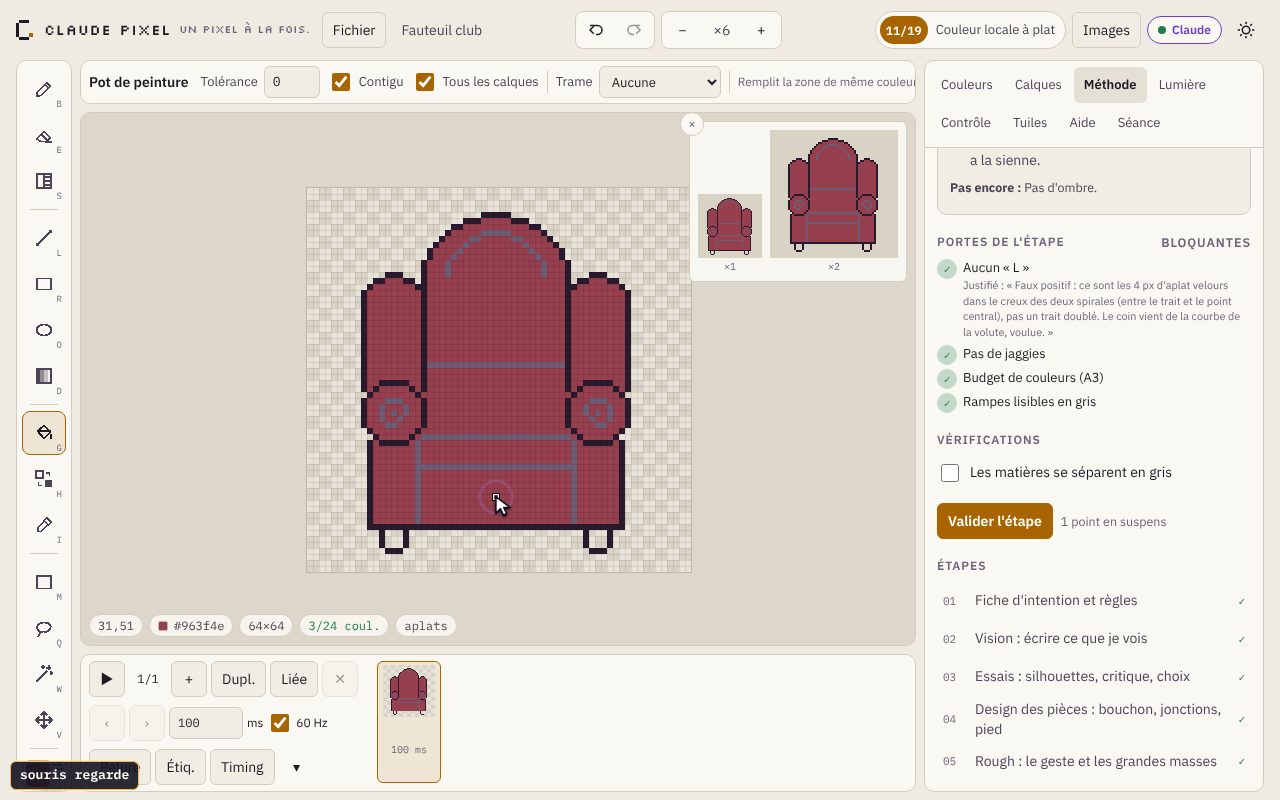 CLAUDE PIXEL UN PIXEL À LA FOIS.
Fichier
Fauteuil club
− ×6 +
11/19 Couleur locale à plat
Images
Claude
B
E
S
L
R
O
D
G
H
I
M
Q
W
V
Pot de peinture Tolérance 0 Contigu Tous les calques Trame Aucune Remplit la zone de même couleur
×
×1
×2
31,51
#963f4e
64×64
3/24 coul.
aplats
1/1
+
Dupl.
Liée
×
‹
›
100 ms 60 Hz
Étiq.
Timing
▼
100 ms
souris regarde
Couleurs Calques Méthode Lumière
Contrôle Tuiles Aide Séance
a la sienne.
Pas encore : Pas d'ombre.
PORTES DE L'ÉTAPE BLOQUANTES
✓ Aucun « L »
Justifié : « Faux positif : ce sont les 4 px d'aplat velours
dans le creux des deux spirales (entre le trait et le point
central), pas un trait doublé. Le coin vient de la courbe de
la volute, voulue. »
✓ Pas de jaggies
✓ Budget de couleurs (A3)
✓ Rampes lisibles en gris
VÉRIFICATIONS
Les matières se séparent en gris
Valider l'étape 1 point en suspens
ÉTAPES
01 Fiche d'intention et règles ✓
02 Vision : écrire ce que je vois ✓
03 Essais : silhouettes, critique, choix ✓
04 Design des pièces : bouchon, jonctions,
pied ✓
05 Rough : le geste et les grandes masses ✓